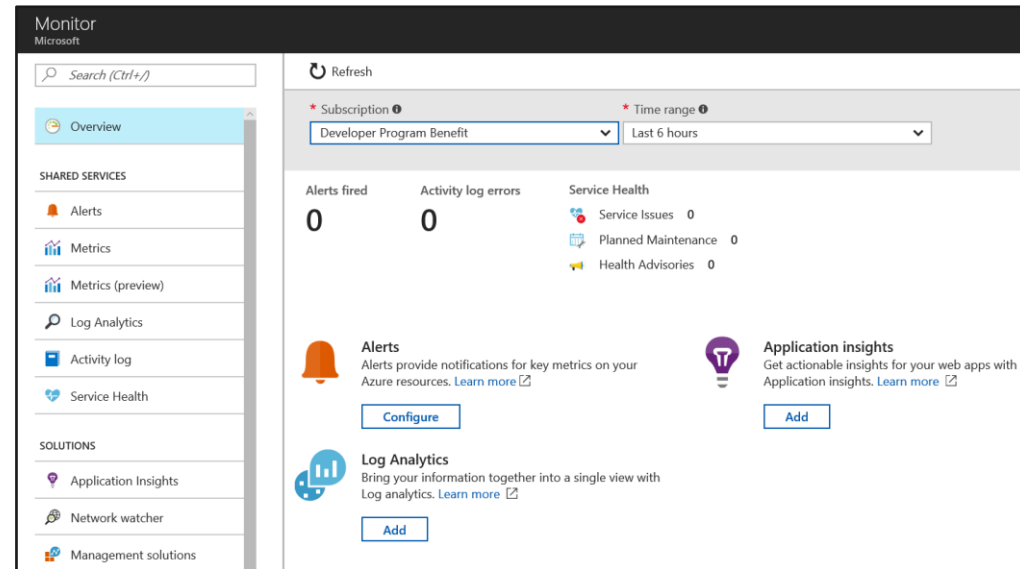 Monitor
Microsoft
Search (Ctrl+/)
Overview
SHARED SERVICES
Alerts
Metrics
Metrics (preview)
Log Analytics
Activity log
Service Health
SOLUTIONS
Application Insights
Network watcher
Management solutions
Refresh
* Subscription
Developer Program Benefit
* Time range
Last 6 hours
Alerts fired
0
Activity log errors
0
Service Health
Service Issues 0
Planned Maintenance 0
Health Advisories 0
Alerts
Alerts provide notifications for key metrics on your
Azure resources. Learn more
Configure
Application insights
Get actionable insights for your web apps with
Application insights. Learn more
Add
Log Analytics
Bring your information together into a single view with
Log analytics. Learn more
Add